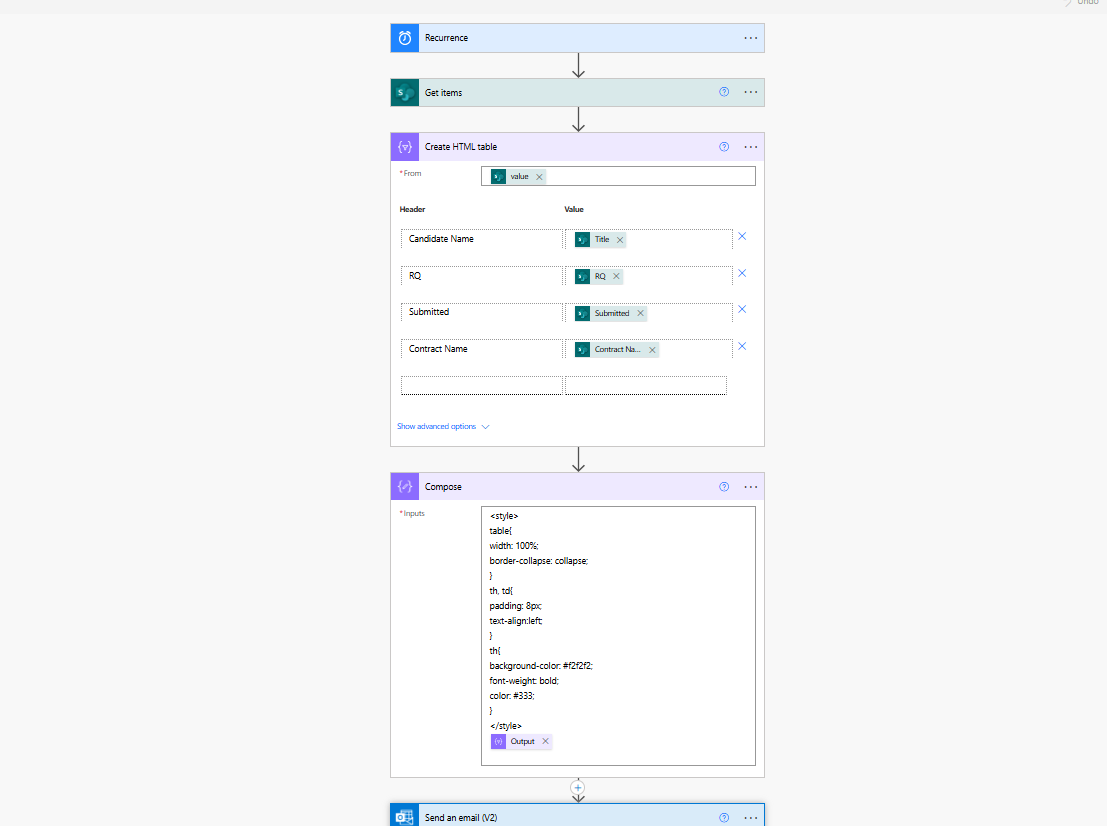 Undo
Recurrence
Get items
Create HTML table
*From
value
Header Value
Candidate Name Title
RQ RQ
Submitted Submitted
Contract Name Contract Na...
Show advanced options
Compose
*Inputs
<style>
table{
width: 100%;
border-collapse: collapse;
}
th, td{
padding: 8px;
text-align:left;
}
th{
background-color: #f2f2f2;
font-weight: bold;
color: #333;
}
</style>
Output
Send an email (V2)